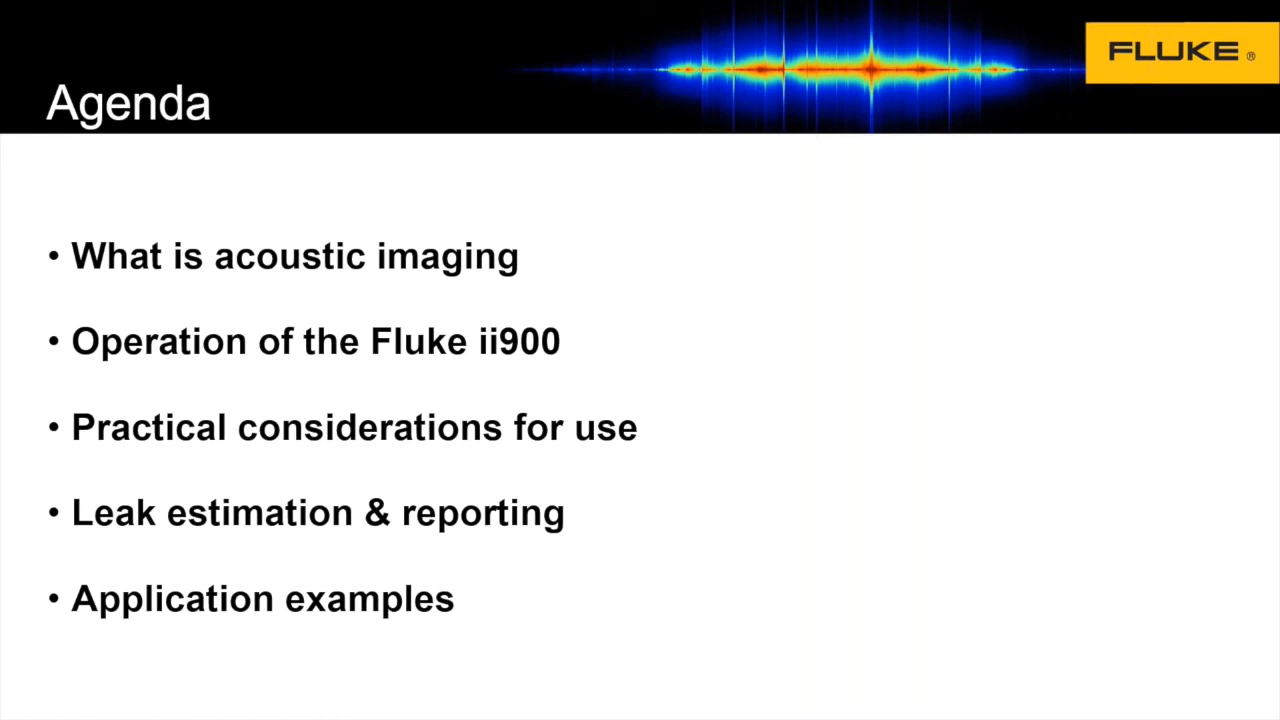 FLUKE®
Agenda
• What is acoustic imaging
• Operation of the Fluke ii900
• Practical considerations for use
• Leak estimation & reporting
• Application examples